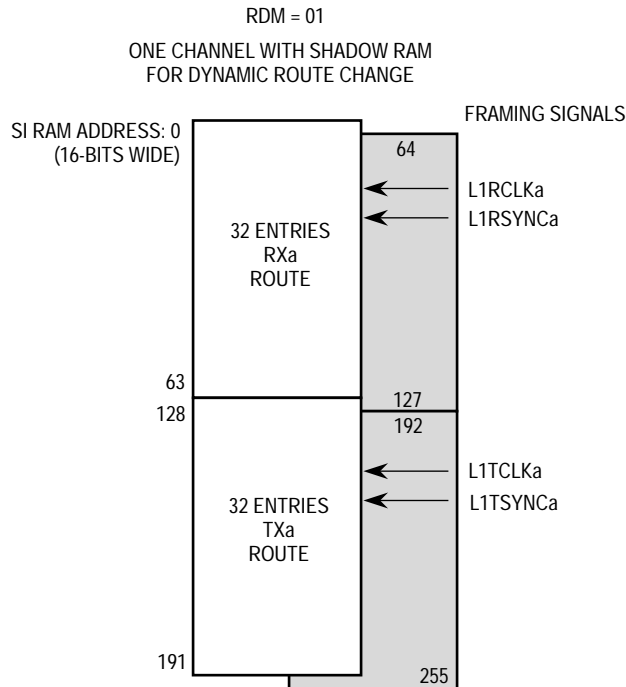 RDM = 01
ONE CHANNEL WITH SHADOW RAM
FOR DYNAMIC ROUTE CHANGE
FRAMING SIGNALS
SI RAM ADDRESS: 0
(16-BITS WIDE)
64
L1RCLKa
L1RSYNCa
32 ENTRIES
RXa
ROUTE
63
127
128
192
L1TCLKa
L1TSYNCa
32 ENTRIES
TXa
ROUTE
191
255